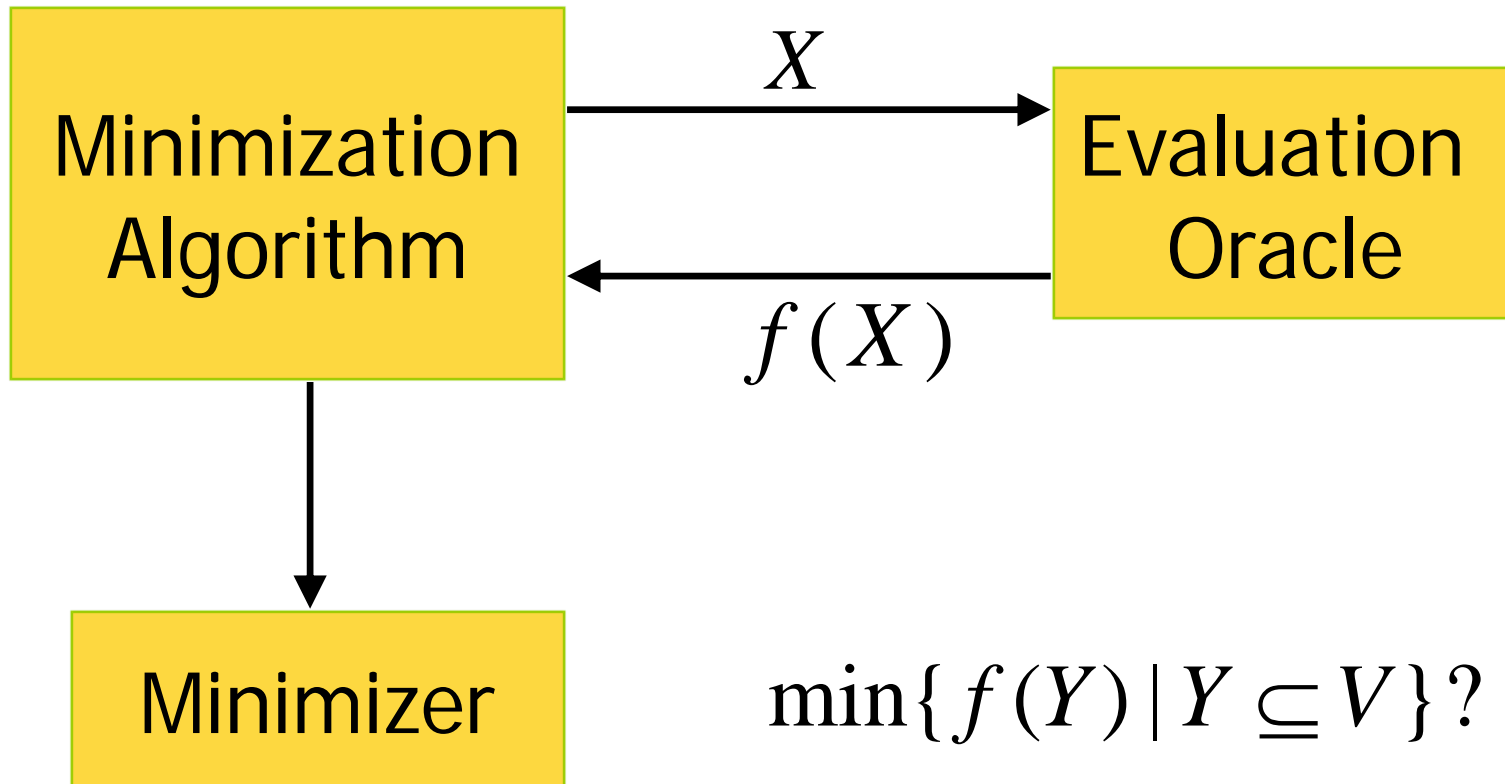 X
Minimization
Algorithm
Evaluation
Oracle
f(X)
Minimizer
min{f(Y) | Y ⊆ V}?